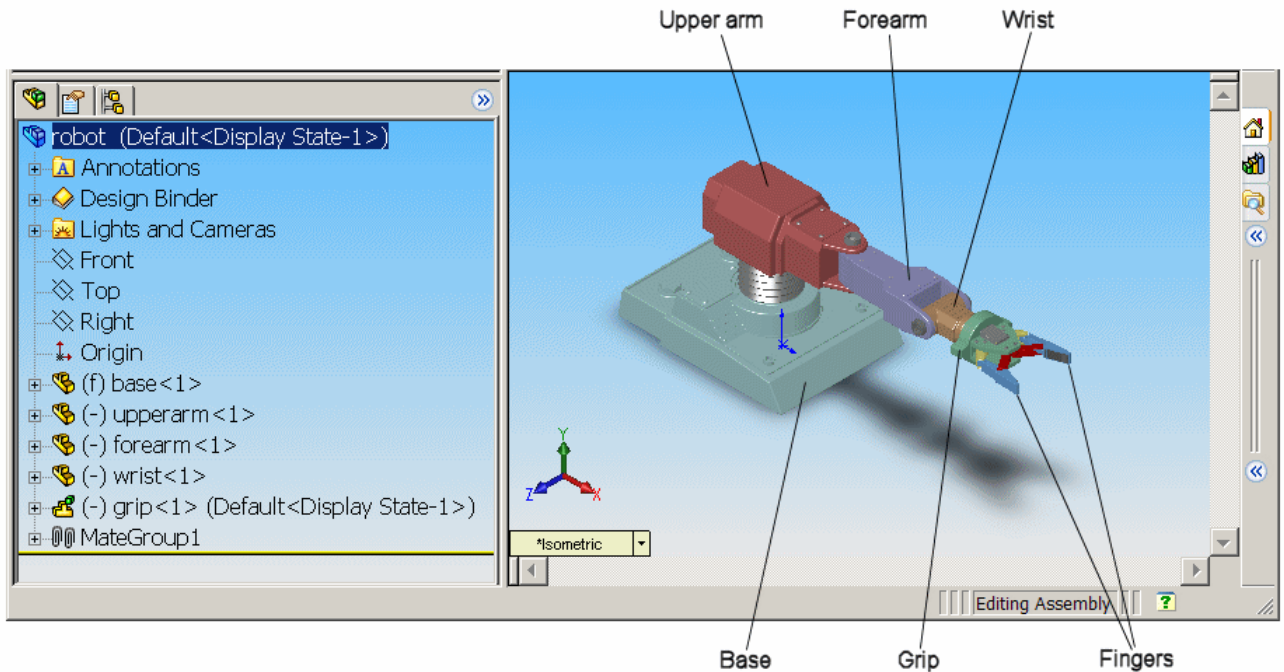 Upper arm Forearm Wrist
robot (Default<Display State-1>)
A Annotations
Design Binder
Lights and Cameras
Front
Top
Right
Origin
(f) base<1>
(-) upperarm<1>
(-) forearm<1>
(-) wrist<1>
(-) grip<1> (Default<Display State-1>)
MateGroup1
Y
Z X
*Isometric
Editing Assembly ?
Base Grip Fingers